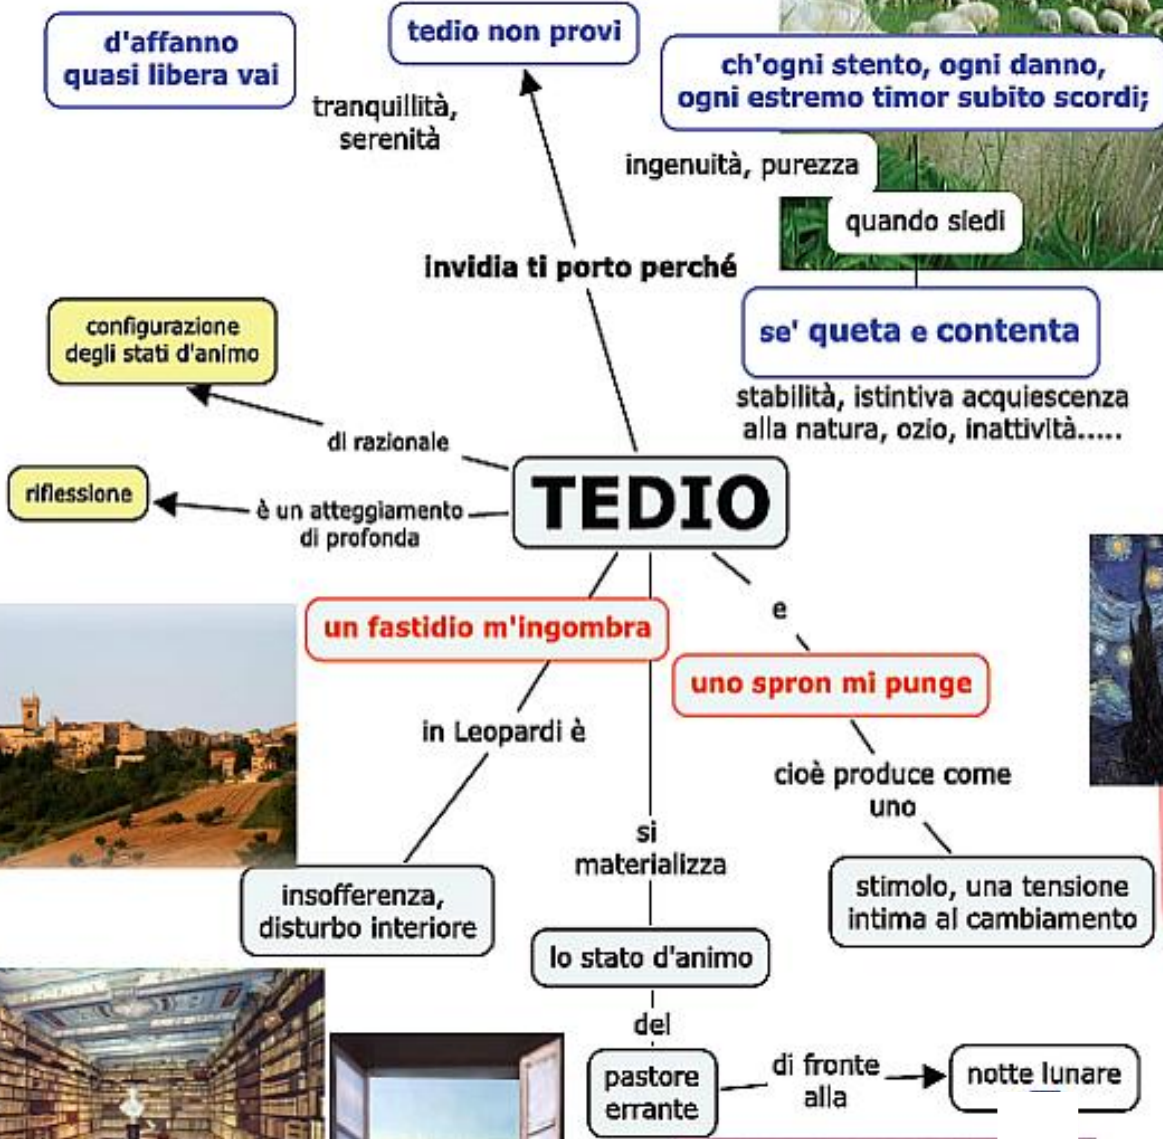 d'affanno
quasi libera vai
tedio non provi
ch'ogni stento, ogni danno,
ogni estremo timor subito scordi;
tranquillità,
serenità
ingenuità, purezza
quando siedi
invidia ti porto perché
se' queta e contenta
stabilità, istintiva acquiescenza
alla natura, ozio, inattività.....
configurazione
degli stati d'animo
di razionale
riflessione
è un atteggiamento
di profonda
TEDIO
un fastidio m'ingombra
e
uno spron mi punge
in Leopardi è
cioè produce come
uno
si
materializza
insofferenza,
disturbo interiore
stimolo, una tensione
intima al cambiamento
lo stato d'animo
del
pastore
errante
di fronte
alla
notte lunare